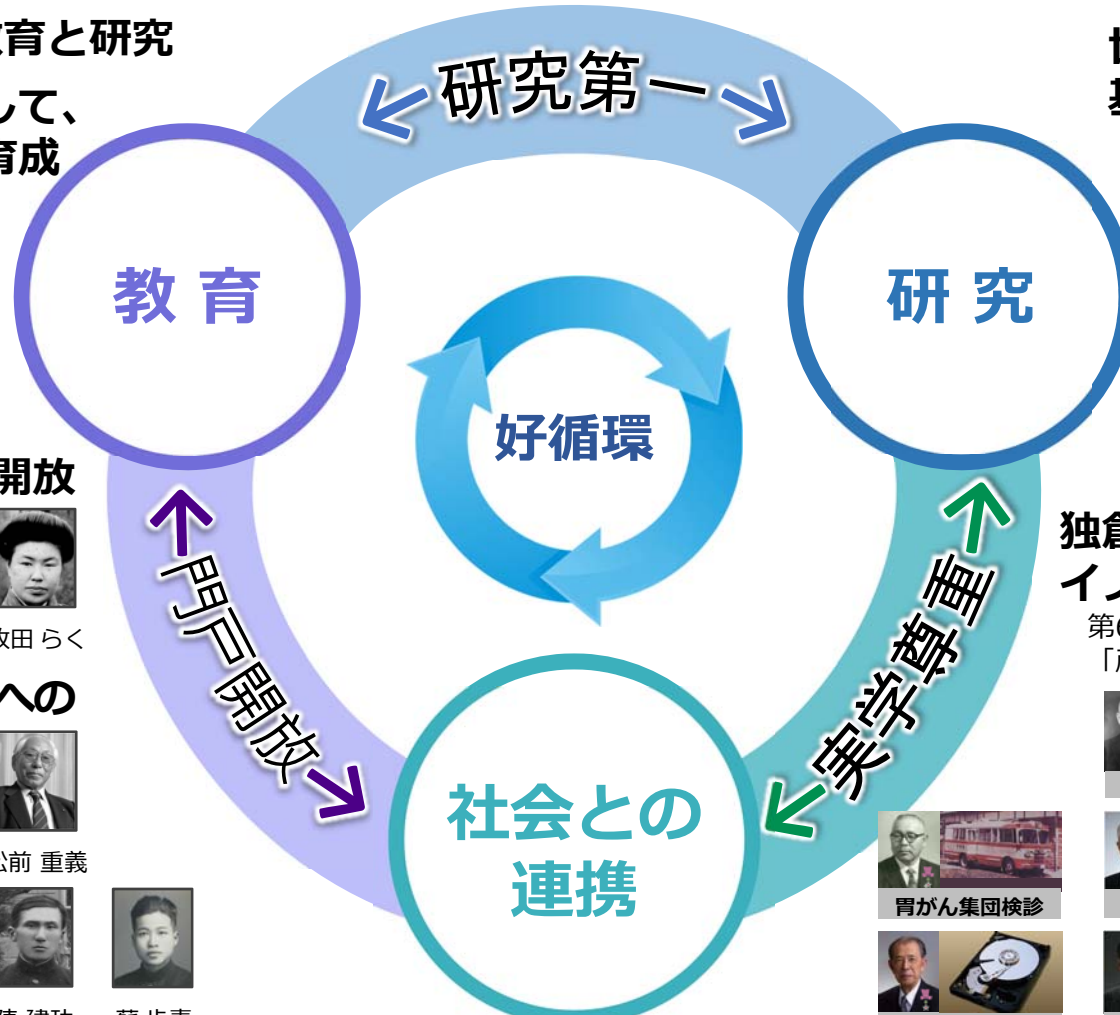 育と研究
して、
育成
研究第一
教 育
研 究
好循環
開放
田 らく
への
前 重義
門戸開放
実学尊重
社会との
連携
独創
イノ
第
胃がん集団検診